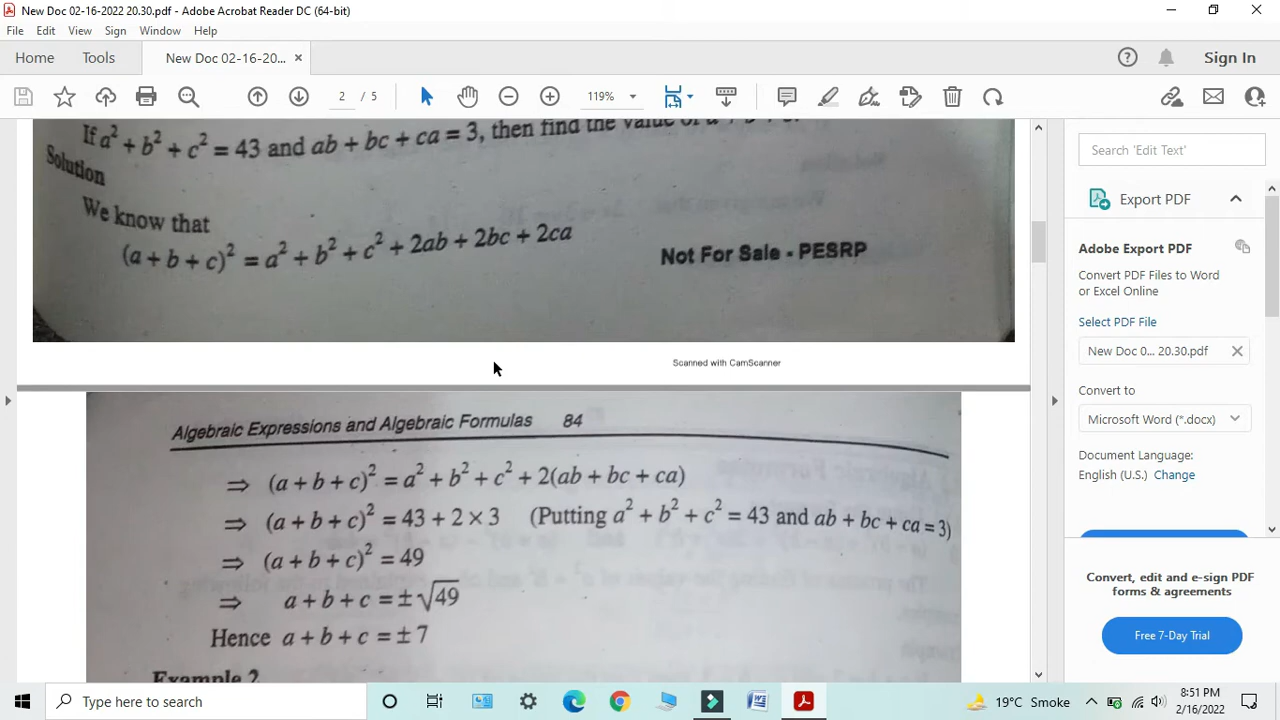 New Doc 02-16-2022 20.30.pdf - Adobe Acrobat Reader DC (64-bit)
File Edit View Sign Window Help
Home Tools New Doc 02-16-20... × Sign In
2 / 5 119%
If a² + b² + c² = 43 and ab + bc + ca = 3, then find the value of a + b + c.
Solution
We know that
(a + b + c)² = a² + b² + c² + 2ab + 2bc + 2ca
Not For Sale - PESRP
Scanned with CamScanner
Algebraic Expressions and Algebraic Formulas 84
⇒ (a + b + c)² = a² + b² + c² + 2(ab + bc + ca)
⇒ (a + b + c)² = 43 + 2 × 3 (Putting a² + b² + c² = 43 and ab + bc + ca = 3)
⇒ (a + b + c)² = 49
⇒ a + b + c = ±√49
Hence a + b + c = ± 7
Example 2
Search 'Edit Text'
Export PDF
Adobe Export PDF
Convert PDF Files to Word
or Excel Online
Select PDF File
New Doc 0... 20.30.pdf
Convert to
Microsoft Word (*.docx)
Document Language:
English (U.S.) Change
Convert, edit and e-sign PDF
forms & agreements
Free 7-Day Trial
Type here to search
19°C Smoke
8:51 PM
2/16/2022